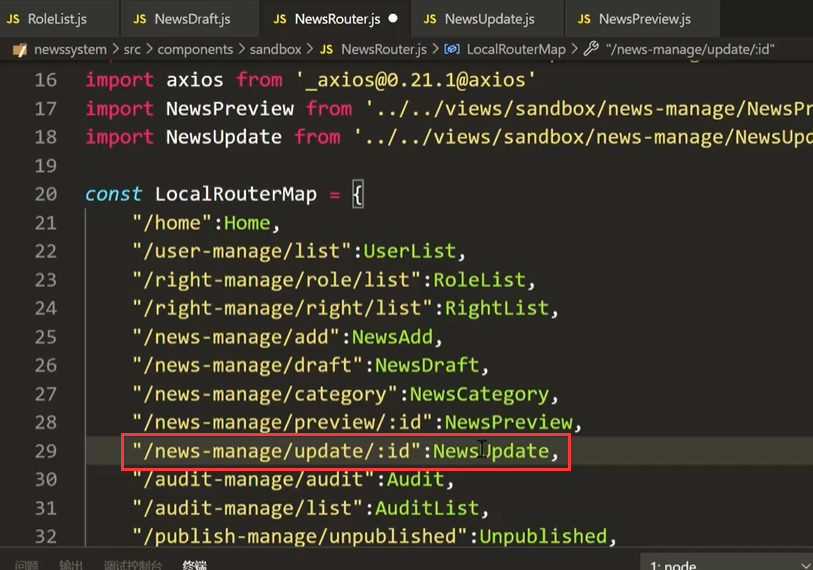 JS RoleList.js JS NewsDraft.js JS NewsRouter.js ● JS NewsUpdate.js JS NewsPreview.js
newssystem > src > components > sandbox > JS NewsRouter.js > LocalRouterMap > "/news-manage/update/:id"
16 import axios from '_axios@0.21.1@axios'
17 import NewsPreview from '../../views/sandbox/news-manage/NewsPr
18 import NewsUpdate from '../../views/sandbox/news-manage/NewsUpd
19
20 const LocalRouterMap = {
21 "/home":Home,
22 "/user-manage/list":UserList,
23 "/right-manage/role/list":RoleList,
24 "/right-manage/right/list":RightList,
25 "/news-manage/add":NewsAdd,
26 "/news-manage/draft":NewsDraft,
27 "/news-manage/category":NewsCategory,
28 "/news-manage/preview/:id":NewsPreview,
29 "/news-manage/update/:id":NewsUpdate,
30 "/audit-manage/audit":Audit,
31 "/audit-manage/list":AuditList,
32 "/publish-manage/unpublished":Unpublished,
问题 输出 调试控制台 终端 1: node